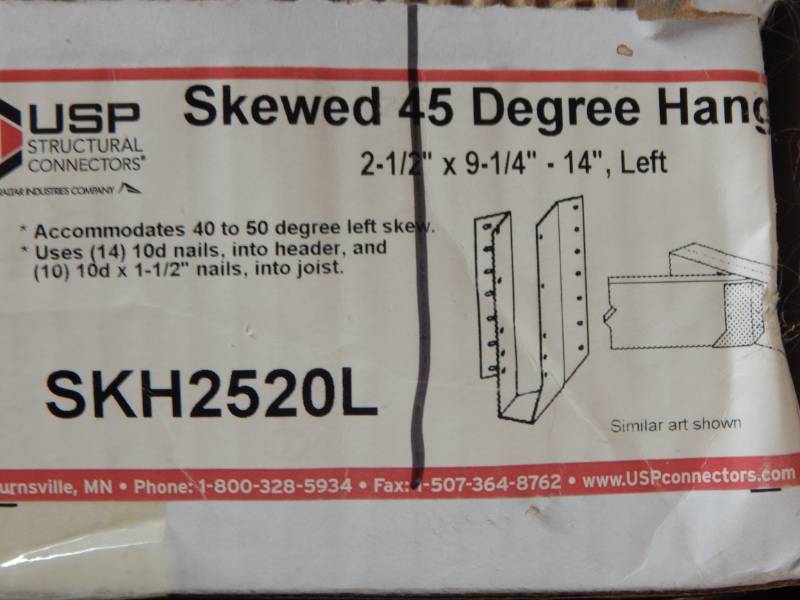 USP
STRUCTURAL
CONNECTORS®
INDUSTRIES COMPANY
Skewed 45 Degree Hang
2-1/2" x 9-1/4" - 14", Left
* Accommodates 40 to 50 degree left skew.
* Uses (14) 10d nails, into header, and
(10) 10d x 1-1/2" nails, into joist.
SKH2520L
Similar art shown
urnsville, MN • Phone: 1-800-328-5934 • Fax: 1-507-364-8762 • www.USPconnectors.com